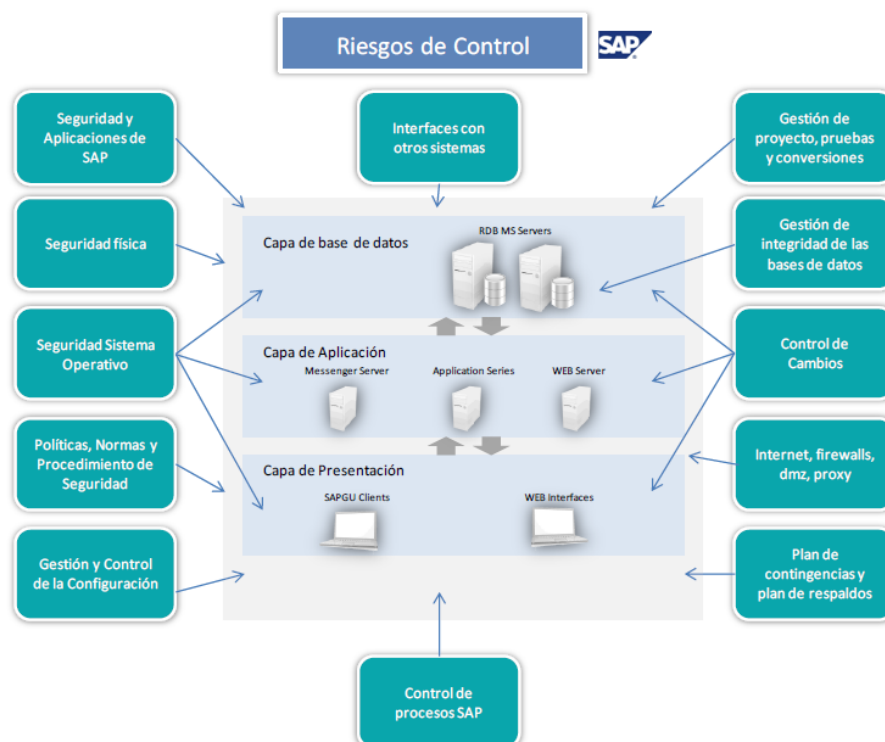 Riesgos de Control
SAP
Seguridad y
Aplicaciones de
SAP
Interfaces con
otros sistemas
Gestión de
proyecto, pruebas
y conversiones
Seguridad física
Capa de base de datos
RDB MS Servers
Gestión de
integridad de las
bases de datos
Seguridad Sistema
Operativo
Capa de Aplicación
Messenger Server
Application Series
WEB Server
Control de
Cambios
Políticas, Normas y
Procedimiento de
Seguridad
Capa de Presentación
SAPGU Clients
WEB Interfaces
Internet, firewalls,
dmz, proxy
Gestión y Control
de la Configuración
Plan de
contingencias y
plan de respaldos
Control de
procesos SAP